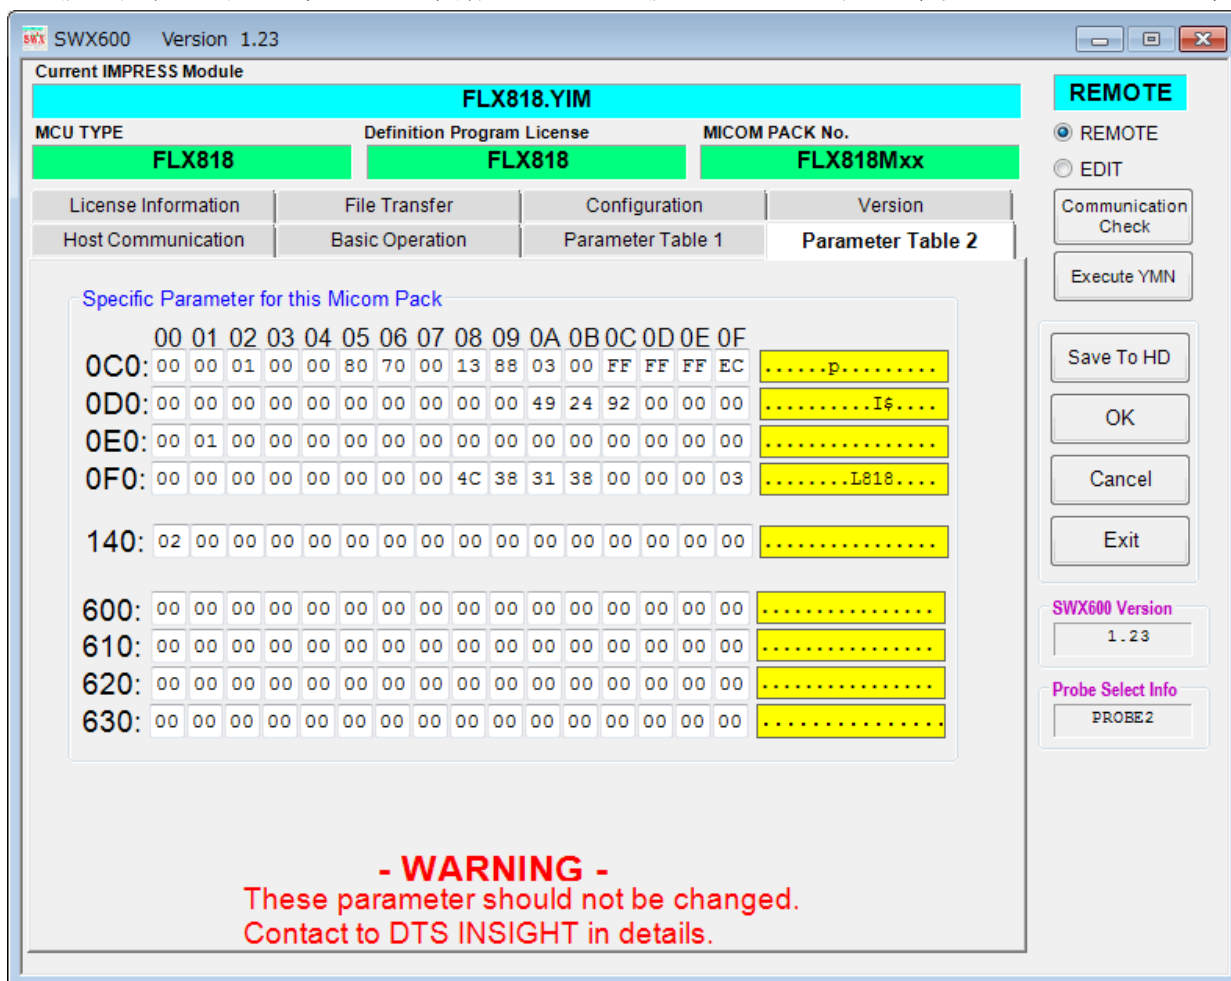 SWX600 Version 1.23
Current IMPRESS Module
FLX818.YIM
REMOTE
MCU TYPE Definition Program License MICOM PACK No.
FLX818 FLX818 FLX818Mxx
REMOTE
EDIT
License Information File Transfer Configuration Version
Host Communication Basic Operation Parameter Table 1 Parameter Table 2
Communication
Check
Execute YMN
Specific Parameter for this Micom Pack
00 01 02 03 04 05 06 07 08 09 0A 0B 0C 0D 0E 0F
0C0: 00 00 01 00 00 80 70 00 13 88 03 00 FF FF FF EC ......p.........
0D0: 00 00 00 00 00 00 00 00 00 00 49 24 92 00 00 00 ..........I$....
0E0: 00 01 00 00 00 00 00 00 00 00 00 00 00 00 00 00 ................
0F0: 00 00 00 00 00 00 00 00 4C 38 31 38 00 00 00 03 ........L818....
140: 02 00 00 00 00 00 00 00 00 00 00 00 00 00 00 00 ................
600: 00 00 00 00 00 00 00 00 00 00 00 00 00 00 00 00 ................
610: 00 00 00 00 00 00 00 00 00 00 00 00 00 00 00 00 ................
620: 00 00 00 00 00 00 00 00 00 00 00 00 00 00 00 00 ................
630: 00 00 00 00 00 00 00 00 00 00 00 00 00 00 00 00 ................
Save To HD
OK
Cancel
Exit
SWX600 Version
1.23
Probe Select Info
PROBE2
- WARNING -
These parameter should not be changed.
Contact to DTS INSIGHT in details.